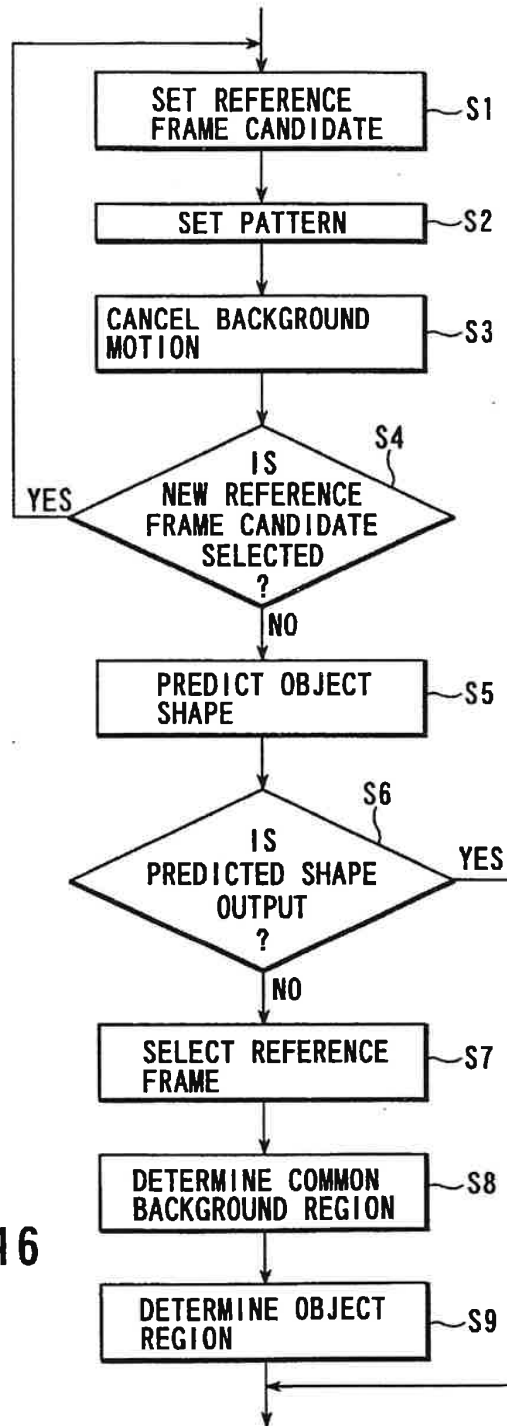 SET REFERENCE
FRAME CANDIDATE
S1
SET PATTERN
S2
CANCEL BACKGROUND
MOTION
S3
S4
IS
NEW REFERENCE
FRAME CANDIDATE
SELECTED
?
YES
NO
PREDICT OBJECT
SHAPE
S5
S6
IS
PREDICTED SHAPE
OUTPUT
?
YES
NO
SELECT REFERENCE
FRAME
S7
DETERMINE COMMON
BACKGROUND REGION
S8
16
DETERMINE OBJECT
REGION
S9